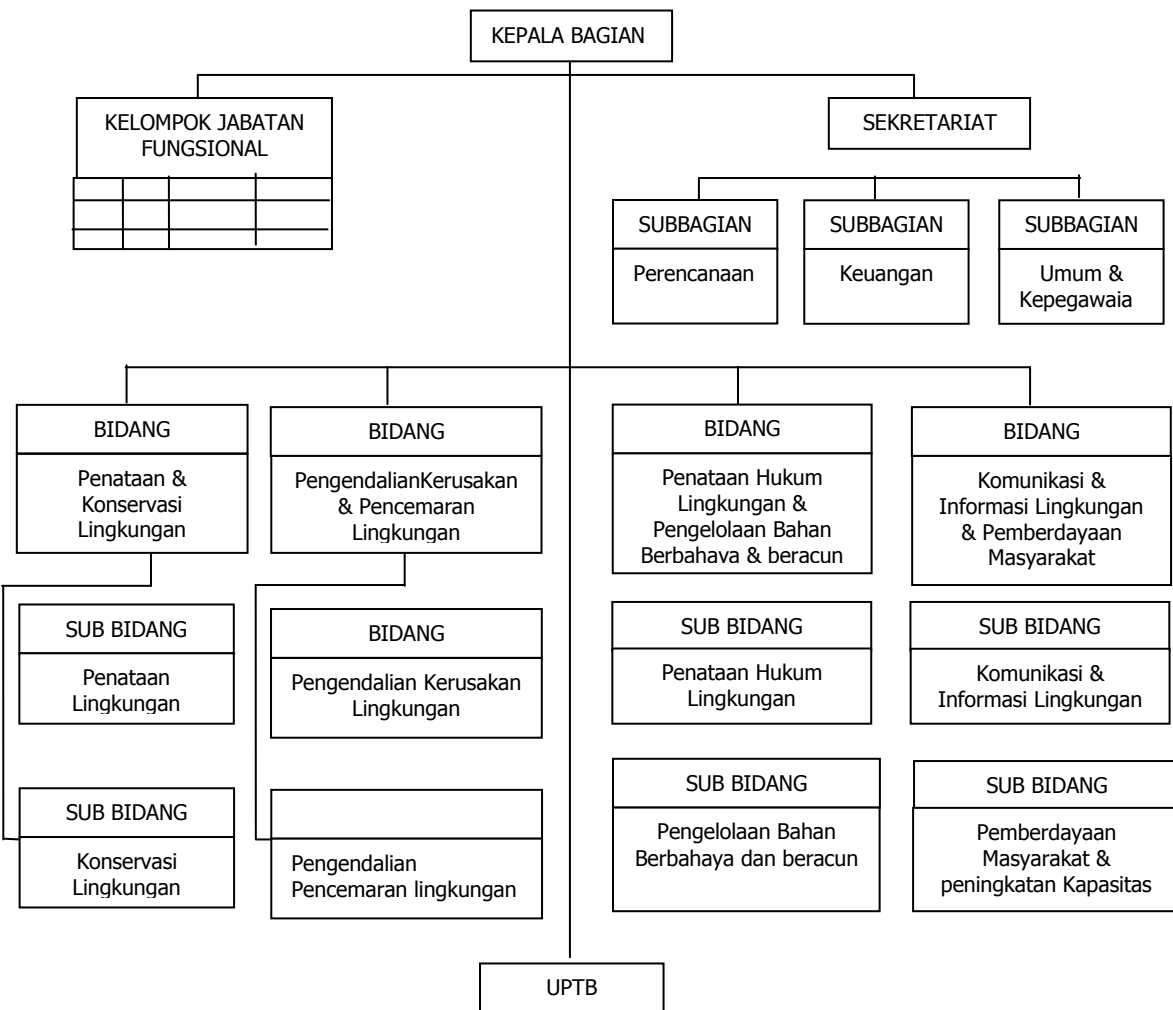 KEPALA BAGIAN
KELOMPOK JABATAN
FUNGSIONAL
SEKRETARIAT
SUBBAGIAN
Perencanaan
SUBBAGIAN
Keuangan
SUBBAGIAN
Umum &
Kepegawaia
BIDANG
Penataan &
Konservasi
Lingkungan
BIDANG
PengendalianKerusakan
& Pencemaran
Lingkungan
BIDANG
Penataan Hukum
Lingkungan &
Pengelolaan Bahan
Berbahava & beracun
BIDANG
Komunikasi &
Informasi Lingkungan
& Pemberdayaan
Masyarakat
SUB BIDANG
Penataan
Lingkungan
BIDANG
Pengendalian Kerusakan
Lingkungan
SUB BIDANG
Penataan Hukum
Lingkungan
SUB BIDANG
Komunikasi &
Informasi Lingkungan
SUB BIDANG
Konservasi
Lingkungan
Pengendalian
Pencemaran lingkungan
SUB BIDANG
Pengelolaan Bahan
Berbahaya dan beracun
SUB BIDANG
Pemberdayaan
Masyarakat &
peningkatan Kapasitas
UPTB